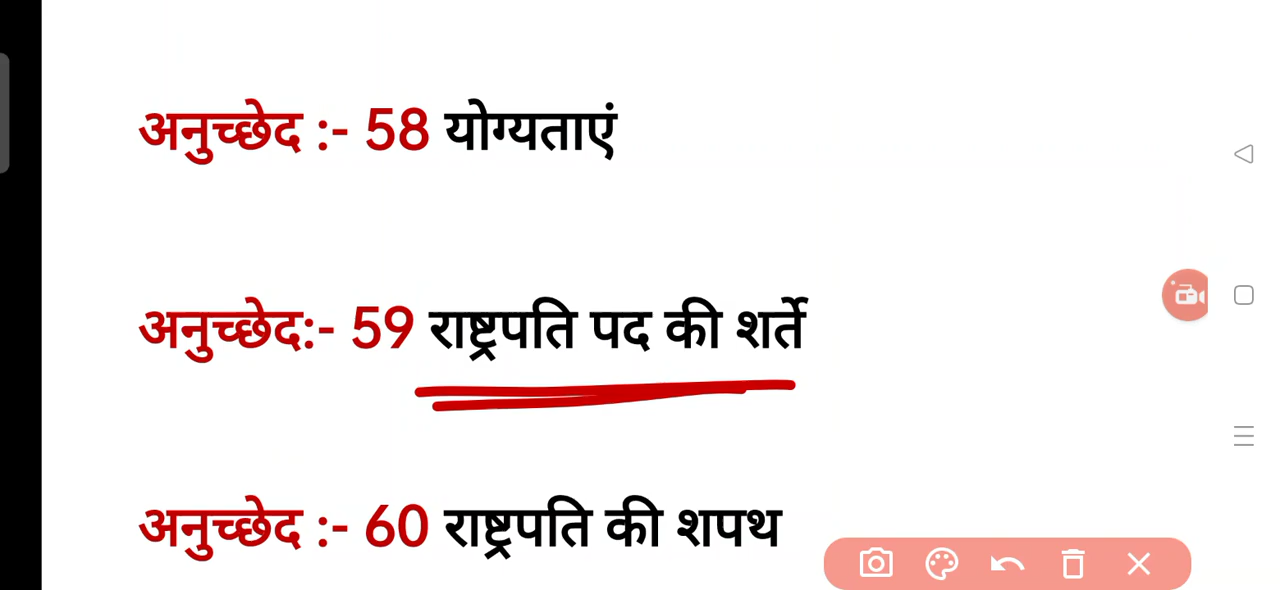 अनुच्छेद :- 58 योग्यताएं
अनुच्छेद:- 59 राष्ट्रपति पद की शर्ते
अनुच्छेद :- 60 राष्ट्रपति की शपथ